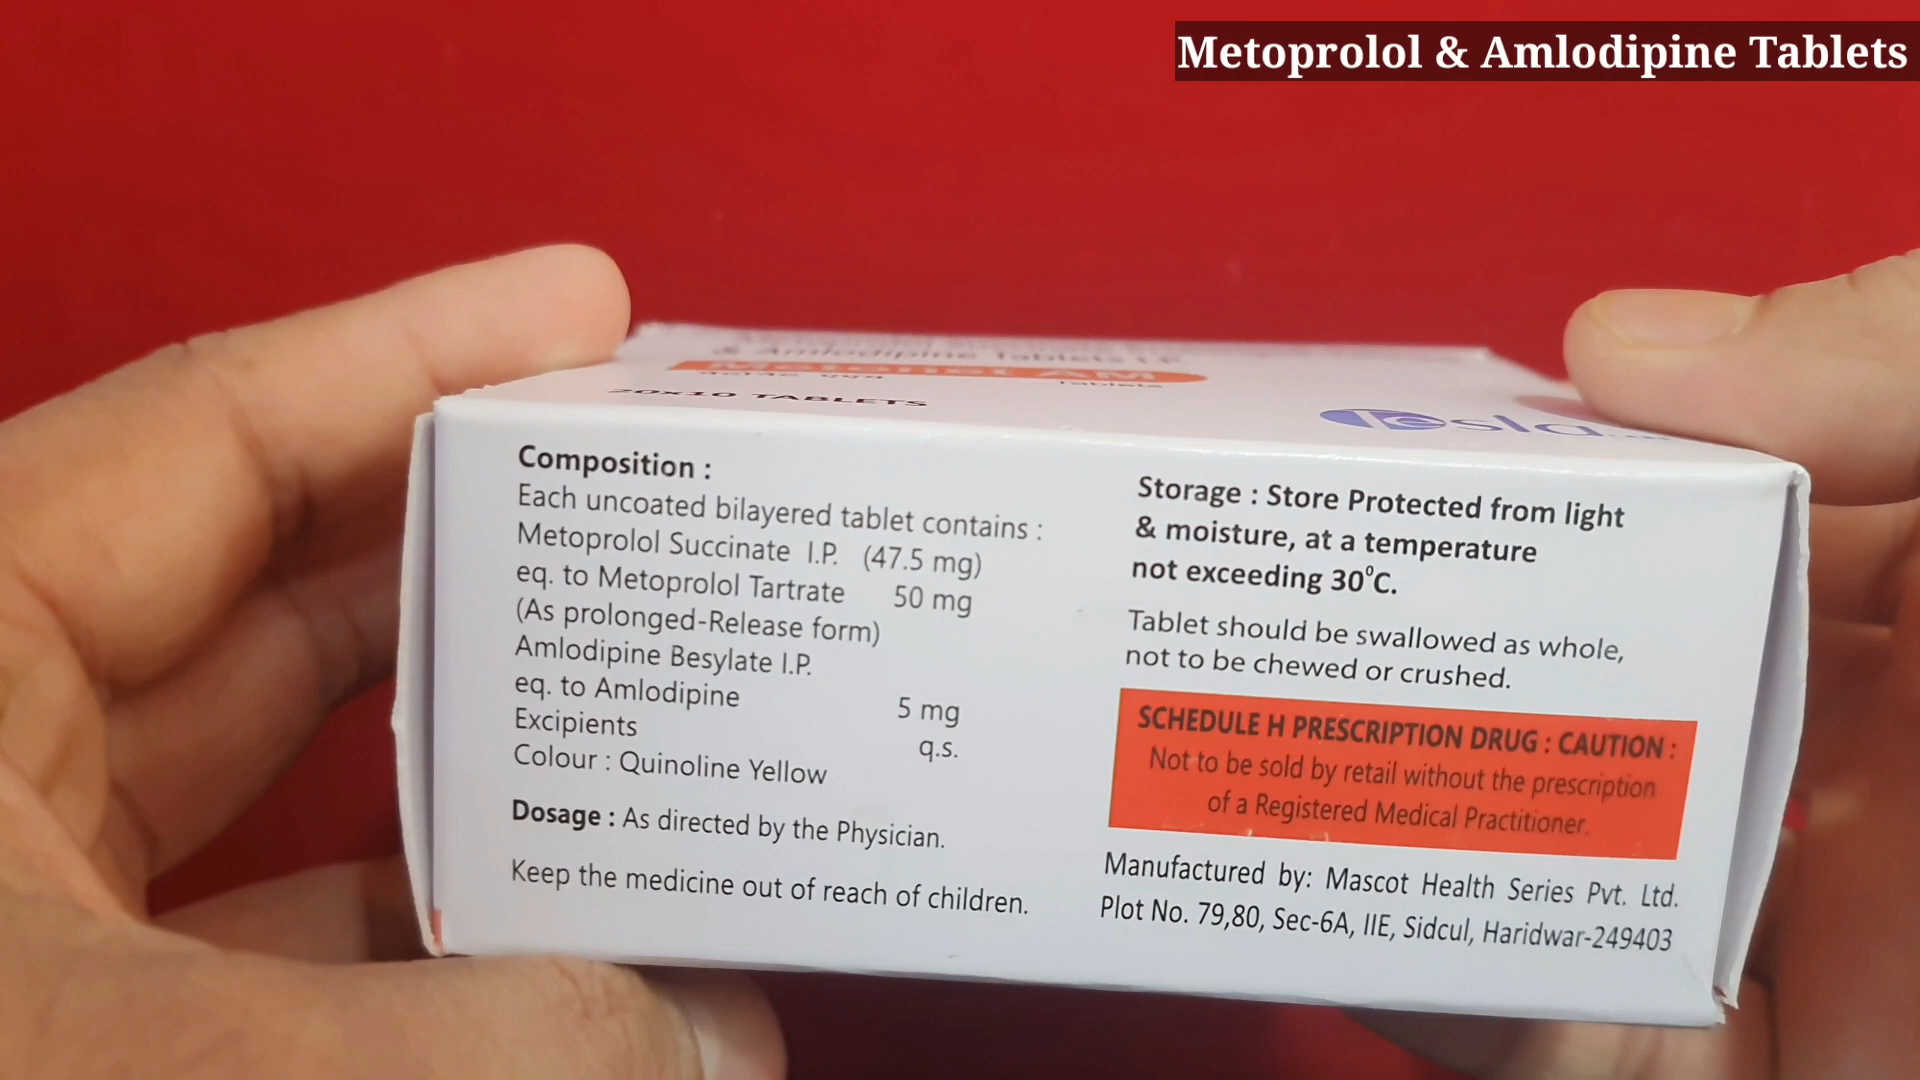 Metoprolol & Amlodipine Tablets
& Amlodipine Tablets I.P.
AM
Tablets
20x10 TABLETS
Composition :
Each uncoated bilayered tablet contains :
Metoprolol Succinate I.P. (47.5 mg)
eq. to Metoprolol Tartrate 50 mg
(As prolonged-Release form)
Amlodipine Besylate I.P.
eq. to Amlodipine 5 mg
Excipients q.s.
Colour : Quinoline Yellow
Dosage : As directed by the Physician.
Keep the medicine out of reach of children.
Storage : Store Protected from light
& moisture, at a temperature
not exceeding 30°C.
Tablet should be swallowed as whole,
not to be chewed or crushed.
SCHEDULE H PRESCRIPTION DRUG : CAUTION :
Not to be sold by retail without the prescription
of a Registered Medical Practitioner.
Manufactured by: Mascot Health Series Pvt. Ltd.
Plot No. 79,80, Sec-6A, IIE, Sidcul, Haridwar-249403